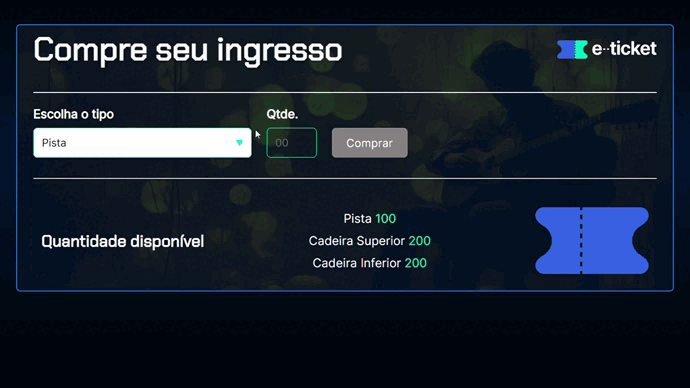 Compre seu ingresso
e-ticket
Escolha o tipo
Qtde.
Pista
00
Comprar
Quantidade disponível
Pista 100
Cadeira Superior 200
Cadeira Inferior 200